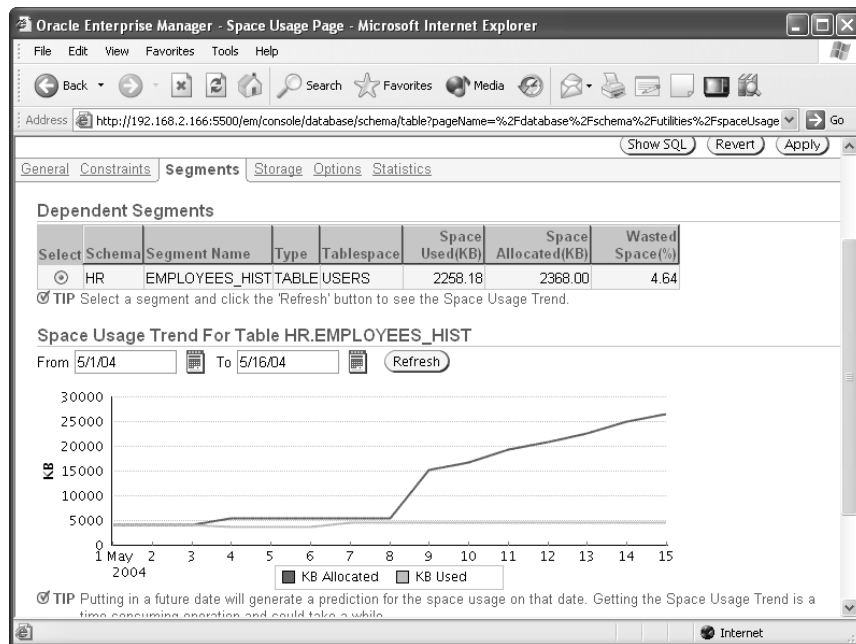 Oracle Enterprise Manager - Space Usage Page - Microsoft Internet Explorer
File Edit View Favorites Tools Help
Back Search Favorites Media
Address http://192.168.2.166:5500/em/console/database/schema/table?pageName=%2Fdatabase%2Fschema%2Futilities%2FspaceUsage Go
Show SQL Revert Apply
General Constraints Segments Storage Options Statistics
Dependent Segments
Select Schema Segment Name Type Tablespace Space Used(KB) Space Allocated(KB) Wasted Space(%)
HR EMPLOYEES_HIST TABLE USERS 2258.18 2368.00 4.64
TIP Select a segment and click the 'Refresh' button to see the Space Usage Trend.
Space Usage Trend For Table HR.EMPLOYEES_HIST
From 5/1/04 To 5/16/04 Refresh
30000
25000
20000
15000
10000
5000
0
KB
1 May 2 3 4 5 6 7 8 9 10 11 12 13 14 15
2004
KB Allocated KB Used
TIP Putting in a future date will generate a prediction for the space usage on that date. Getting the Space Usage Trend is a
time consuming operation and could take a while
Internet